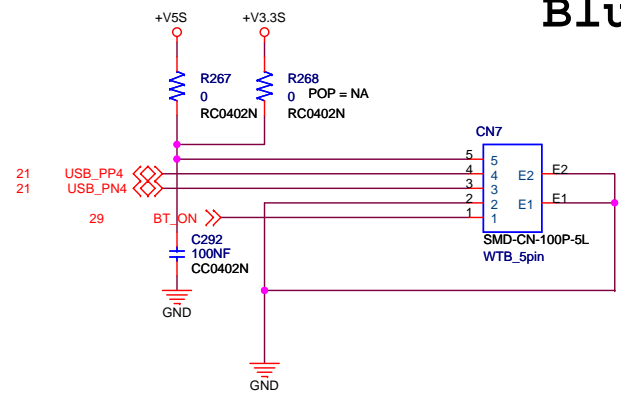 Blu
+V5S
+V3.3S
R267
0
RC0402N
R268
0 POP = NA
RC0402N
CN7
21 USB_PP4
21 USB_PN4
29 BT_ON
5 5
4 4 E2 E2
3 3
2 2 E1 E1
1 1
C292
100NF
CC0402N
SMD-CN-100P-5L
WTB_5pin
GND
GND